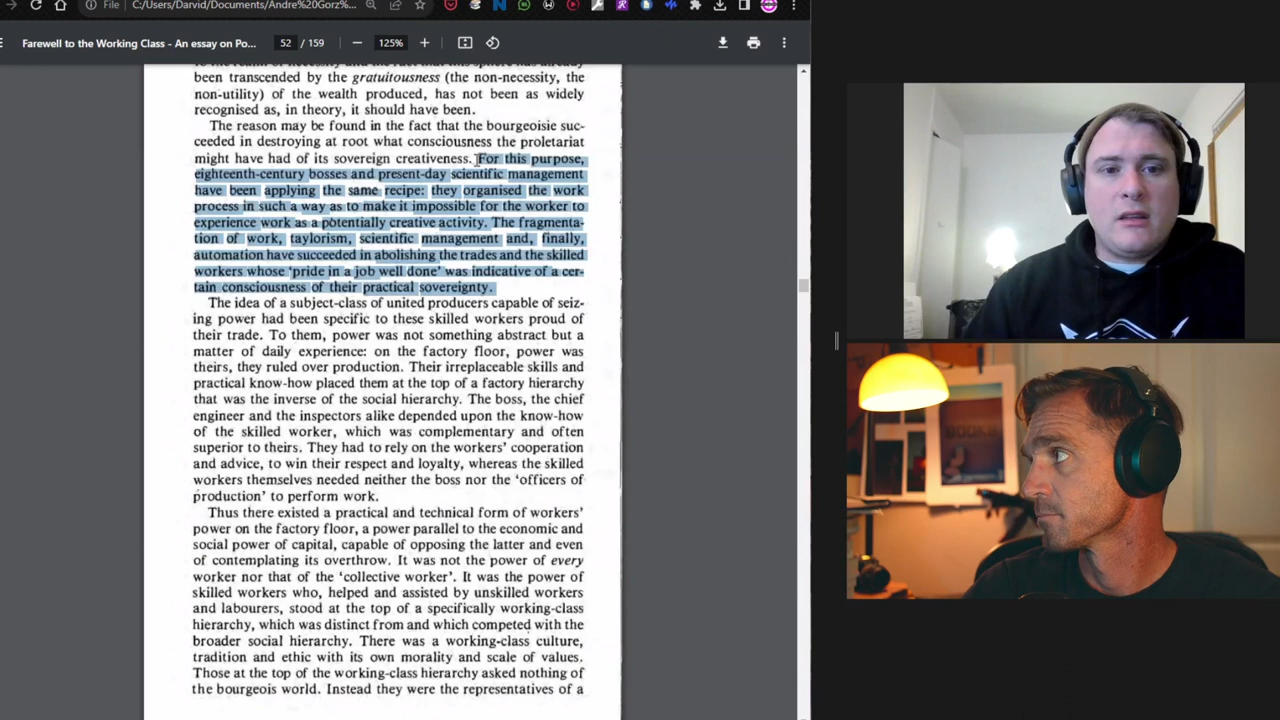 File
C:/Users/Darvid/Documents/Andre%20Gorz%...
Farewell to the Working Class - An essay on Po...
52 / 159
125%
been transcended by the gratuitousness (the non-necessity, the
non-utility) of the wealth produced, has not been as widely
recognised as, in theory, it should have been.
The reason may be found in the fact that the bourgeoisie suc-
ceeded in destroying at root what consciousness the proletariat
might have had of its sovereign creativeness. For this purpose,
eighteenth-century bosses and present-day scientific management
have been applying the same recipe: they organised the work
process in such a way as to make it impossible for the worker to
experience work as a potentially creative activity. The fragmenta-
tion of work, taylorism, scientific management and, finally,
automation have succeeded in abolishing the trades and the skilled
workers whose 'pride in a job well done' was indicative of a cer-
tain consciousness of their practical sovereignty.
The idea of a subject-class of united producers capable of seiz-
ing power had been specific to these skilled workers proud of
their trade. To them, power was not something abstract but a
matter of daily experience: on the factory floor, power was
theirs, they ruled over production. Their irreplaceable skills and
practical know-how placed them at the top of a factory hierarchy
that was the inverse of the social hierarchy. The boss, the chief
engineer and the inspectors alike depended upon the know-how
of the skilled worker, which was complementary and often
superior to theirs. They had to rely on the workers' cooperation
and advice, to win their respect and loyalty, whereas the skilled
workers themselves needed neither the boss nor the 'officers of
production' to perform work.
Thus there existed a practical and technical form of workers'
power on the factory floor, a power parallel to the economic and
social power of capital, capable of opposing the latter and even
of contemplating its overthrow. It was not the power of every
worker nor that of the 'collective worker'. It was the power of
skilled workers who, helped and assisted by unskilled workers
and labourers, stood at the top of a specifically working-class
hierarchy, which was distinct from and which competed with the
broader social hierarchy. There was a working-class culture,
tradition and ethic with its own morality and scale of values.
Those at the top of the working-class hierarchy asked nothing of
the bourgeois world. Instead they were the representatives of a